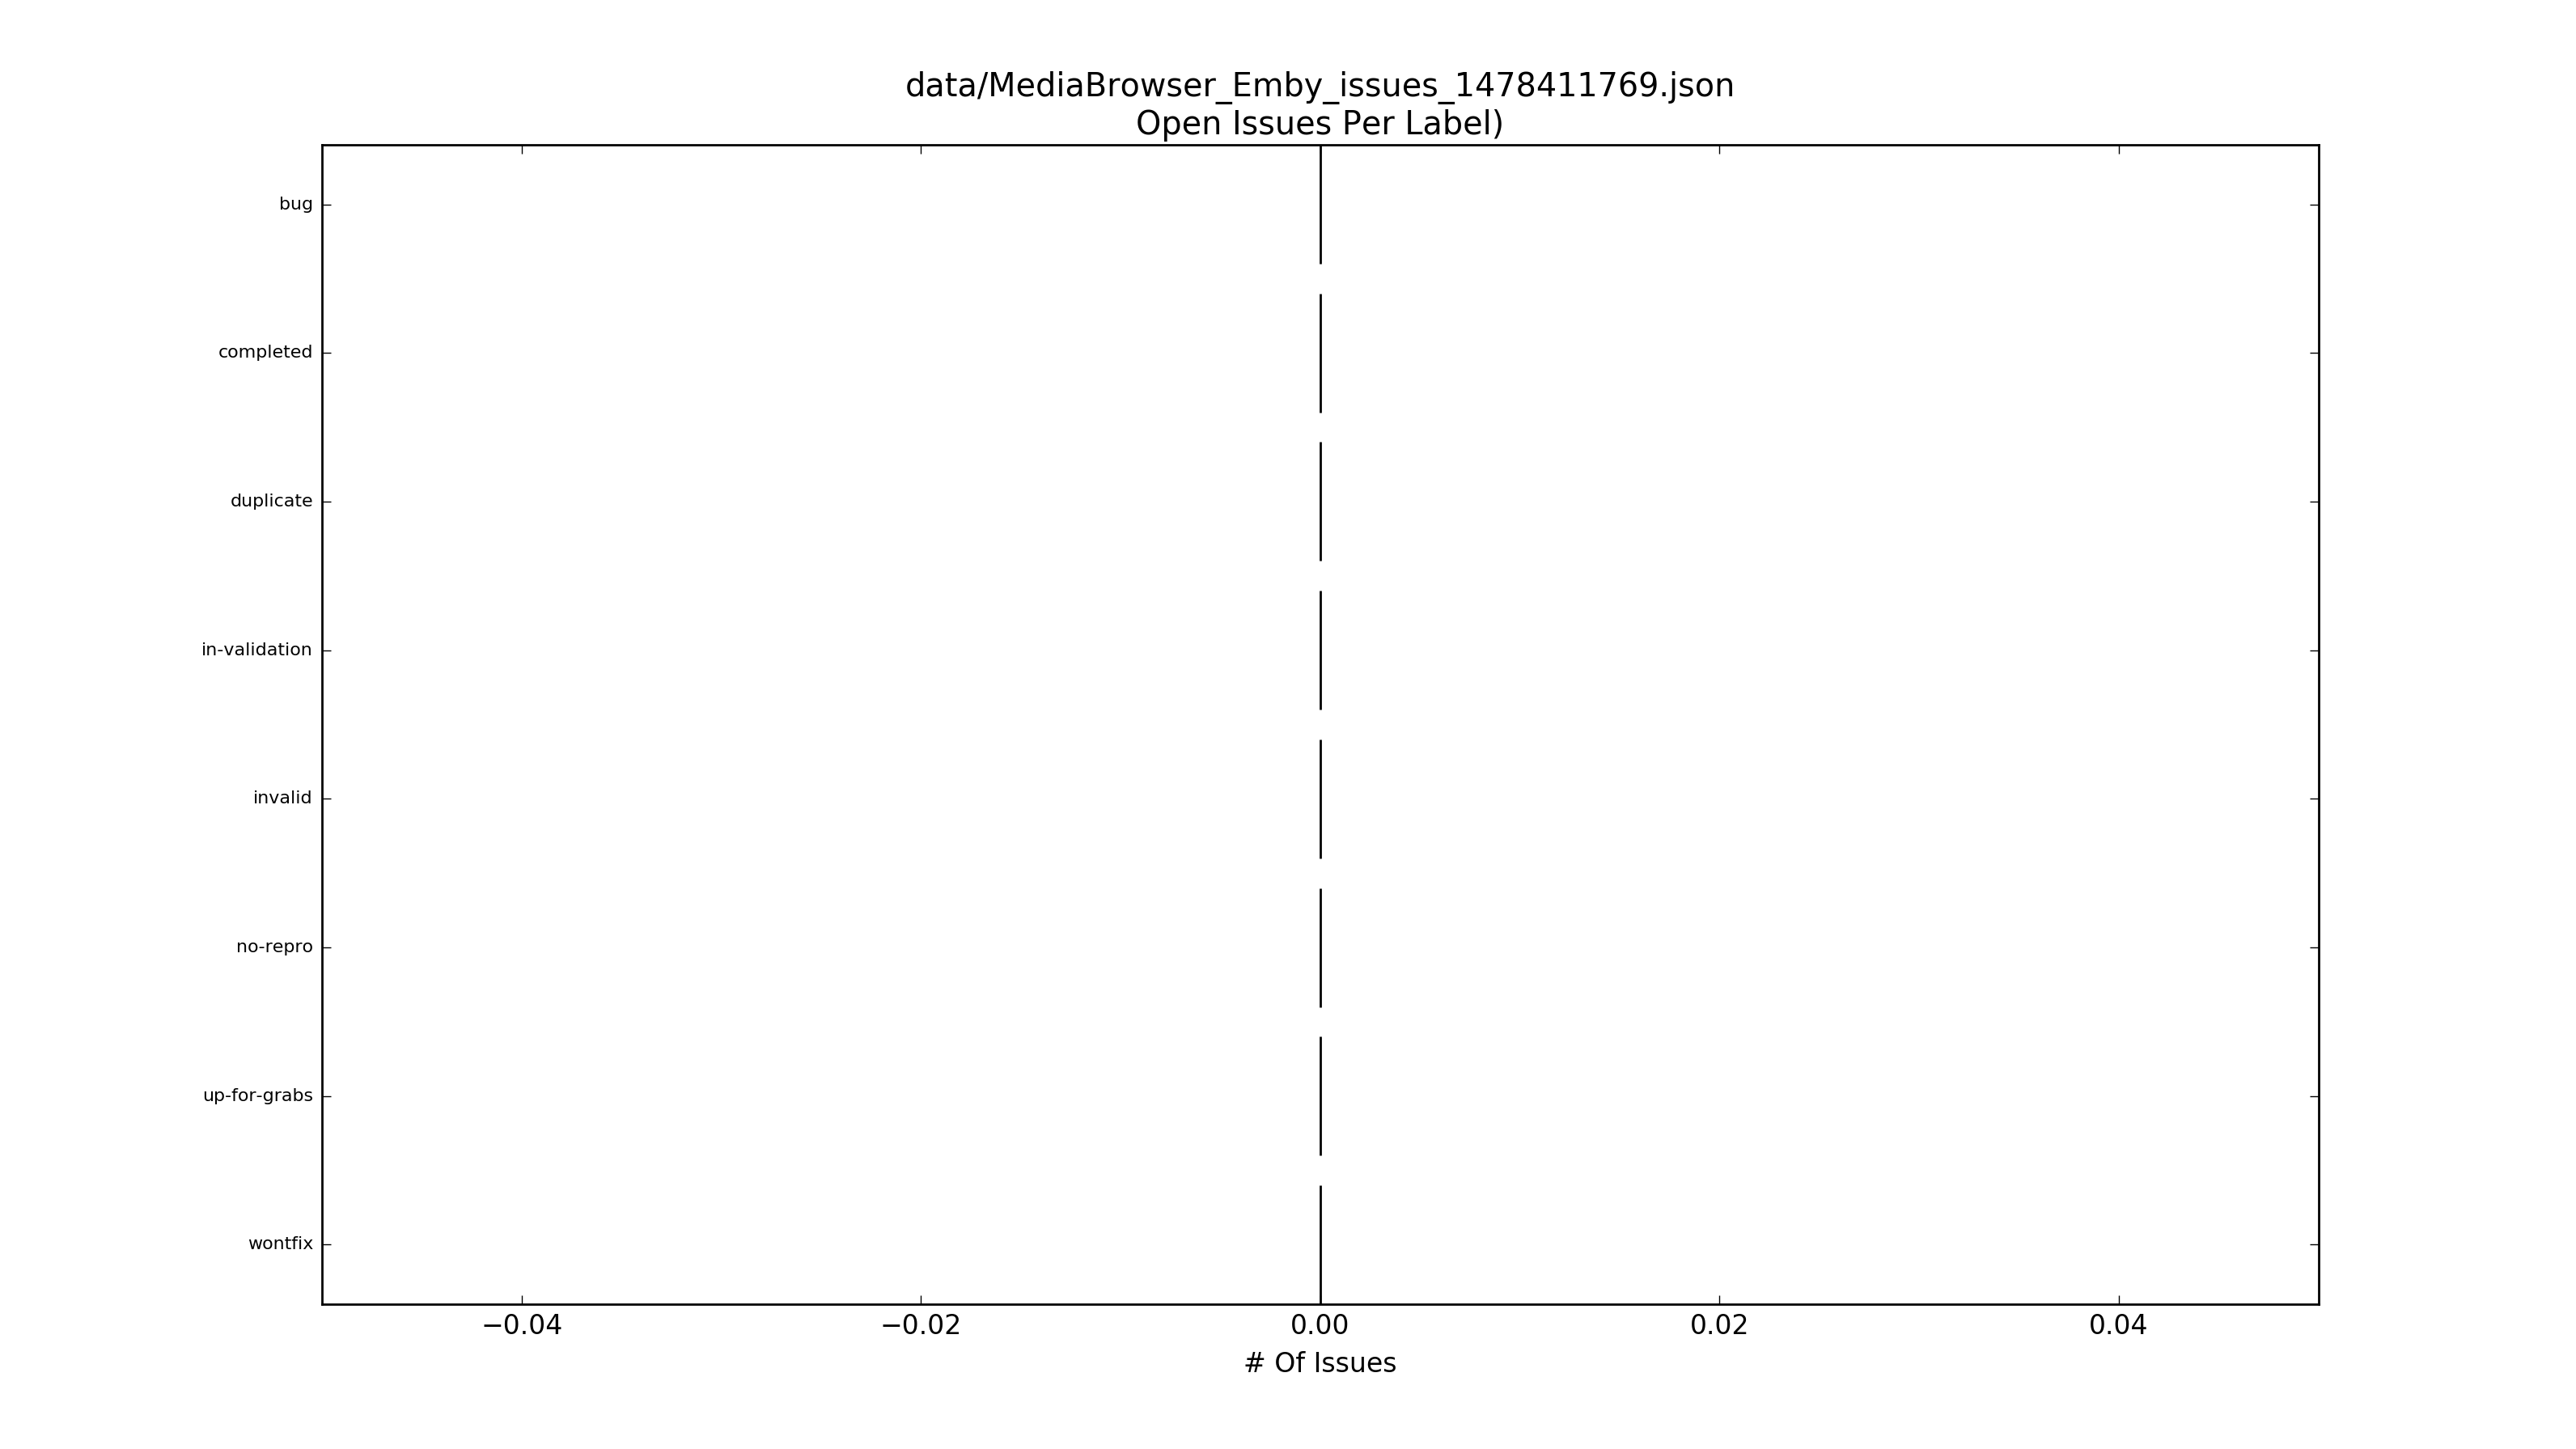 data/MediaBrowser_Emby_issues_1478411769.json
Open Issues Per Label)
bug
completed
duplicate
in-validation
invalid
no-repro
up-for-grabs
wontfix
−0.04 −0.02 0.00 0.02 0.04
# Of Issues